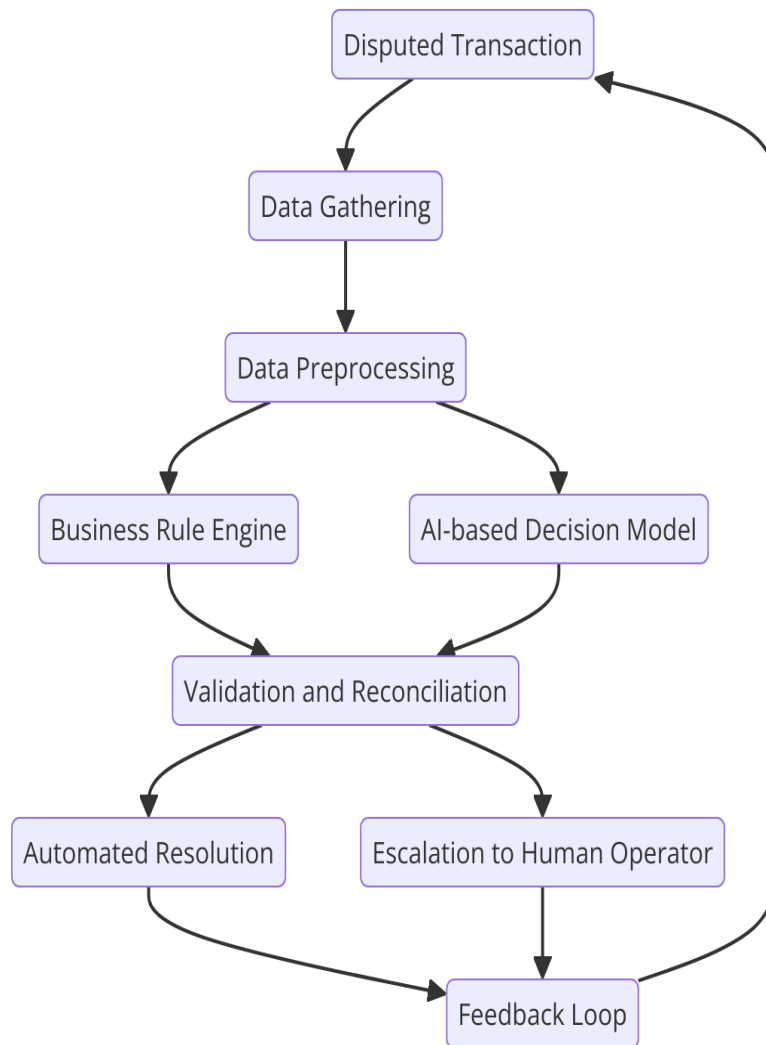 Disputed Transaction
Data Gathering
Data Preprocessing
Business Rule Engine
AI-based Decision Model
Validation and Reconciliation
Automated Resolution
Escalation to Human Operator
Feedback Loop